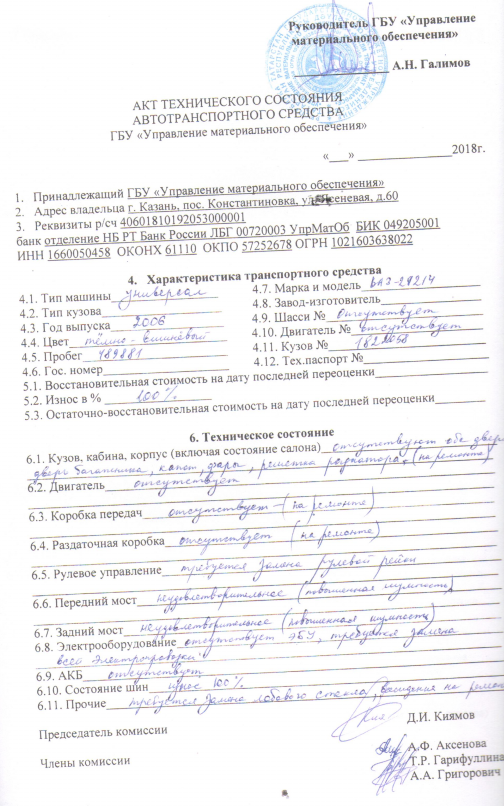 Руководитель ГБУ «Управление
материального обеспечения»
А.Н. Галимов
АКТ ТЕХНИЧЕСКОГО СОСТОЯНИЯ
АВТОТРАНСПОРТНОГО СРЕДСТВА
ГБУ «Управление материального обеспечения»
«___» ______________2018г.
1. Принадлежащий ГБУ «Управление материального обеспечения»
2. Адрес владельца г. Казань, пос. Константиновка, ул. д.60
3. Реквизиты р/сч 40601810192053000001
банк отделение НБ РТ Банк России ЛБГ 00720003 УпрМатОб БИК 049205001
ИНН 1660050458 ОКОНХ 61110 ОКПО 57252678 ОГРН 1021603638022
4. Характеристика транспортного средства
4.1. Тип машины универсал
4.2. Тип кузова
4.3. Год выпуска 2006
4.4. Цвет тёмно-вишнёвый
4.5. Пробег 189881
4.6. Гос. номер
4.7. Марка и модель ВАЗ-21214
4.8. Завод-изготовитель
4.9. Шасси № отсутствует
4.10. Двигатель № отсутствует
4.11. Кузов №
4.12. Тех.паспорт №
5.1. Восстановительная стоимость на дату последней переоценки
5.2. Износ в % 100%
5.3. Остаточно-восстановительная стоимость на дату последней переоценки
6. Техническое состояние
6.1. Кузов, кабина, корпус (включая состояние салона) отсутствуют обе двери
дверь багажника, капот, фары, решетка радиатора. (на ремонте)
6.2. Двигатель отсутствует
6.3. Коробка передач отсутствует - (на ремонте)
6.4. Раздаточная коробка отсутствует (на ремонте)
6.5. Рулевое управление требуется замена рулевой рейки
6.6. Передний мост неудовлетворительное (повышенная шумность)
6.7. Задний мост неудовлетворительное (повышенная шумность)
6.8. Электрооборудование отсутствует ЭБУ, требуется замена
всей электропроводки
6.9. АКБ отсутствует
6.10. Состояние шин износ 100%
6.11. Прочие требуется замена лобового стекла, на
Председатель комиссии
Д.И. Киямов
Члены комиссии
А.Ф. Аксенова
Т.Р. Гарифуллина
А.А. Григорович